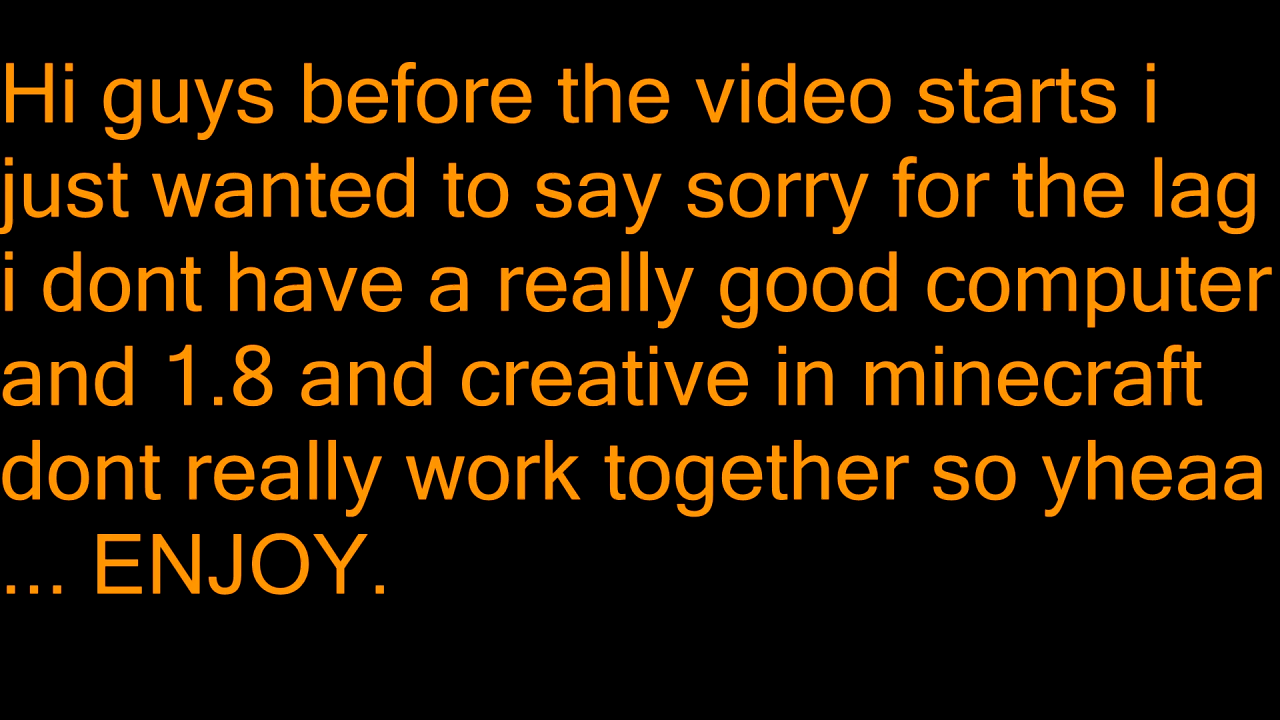 Hi guys before the video starts i
just wanted to say sorry for the lag
i dont have a really good computer
and 1.8 and creative in minecraft
dont really work together so yheaa
... ENJOY.